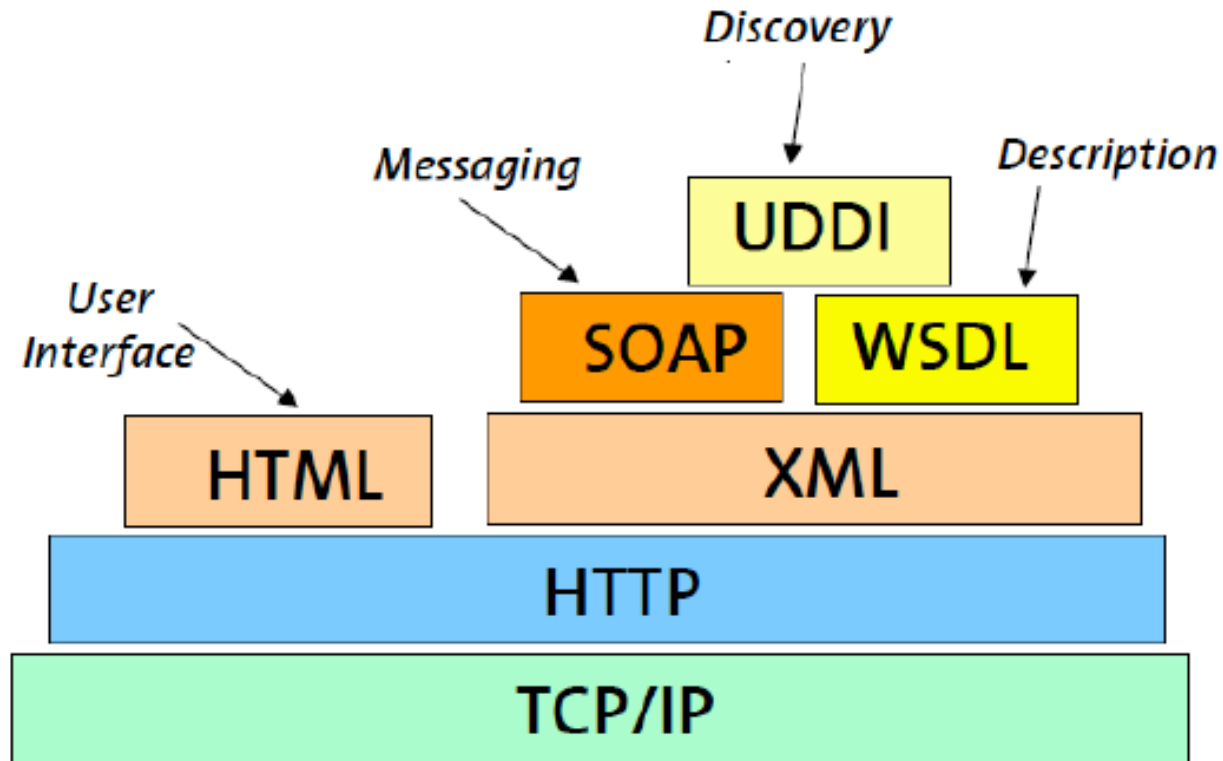 Discovery
Messaging
Description
UDDI
User
Interface
SOAP
WSDL
HTML
XML
HTTP
TCP/IP